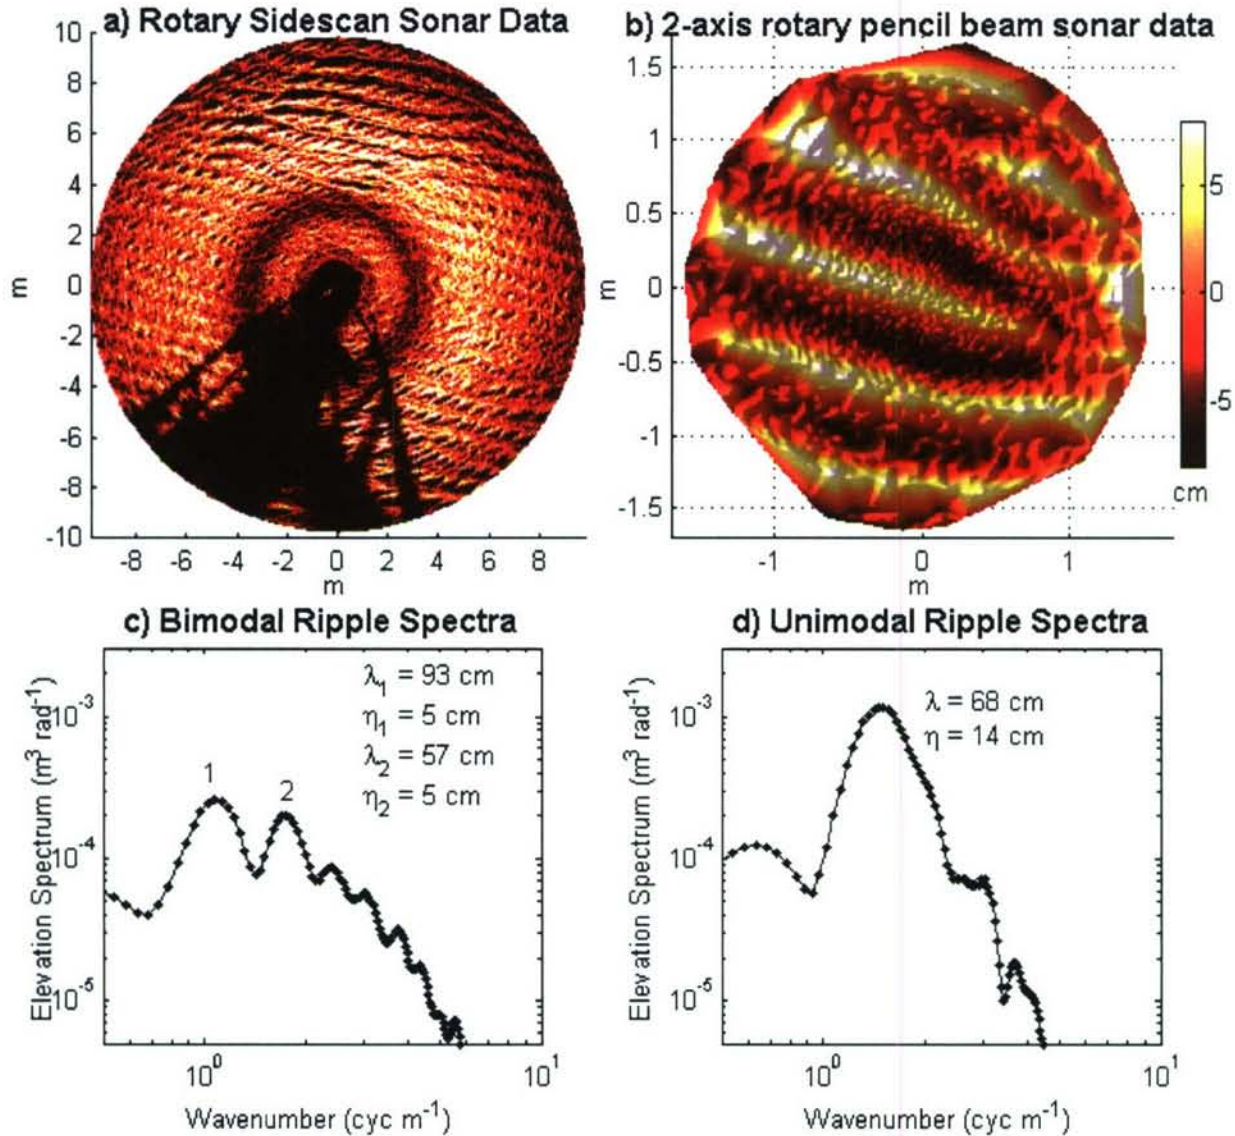 a) Rotary Sidescan Sonar Data
10
8
6
4
2
0
-2
-4
-6
-8
-10
m
-8 -6 -4 -2 0 2 4 6 8
m
b) 2-axis rotary pencil beam sonar data
1.5
1
0.5
0
-0.5
-1
-1.5
m
-1 0 1
m
5
0
-5
cm
c) Bimodal Ripple Spectra
λ₁ = 93 cm
η₁ = 5 cm
λ₂ = 57 cm
η₂ = 5 cm
1
2
10⁻³
10⁻⁴
10⁻⁵
Elevation Spectrum (m³ rad⁻¹)
10⁰ 10¹
Wavenumber (cyc m⁻¹)
d) Unimodal Ripple Spectra
λ = 68 cm
η = 14 cm
10⁻³
10⁻⁴
10⁻⁵
Elevation Spectrum (m³ rad⁻¹)
10⁰ 10¹
Wavenumber (cyc m⁻¹)